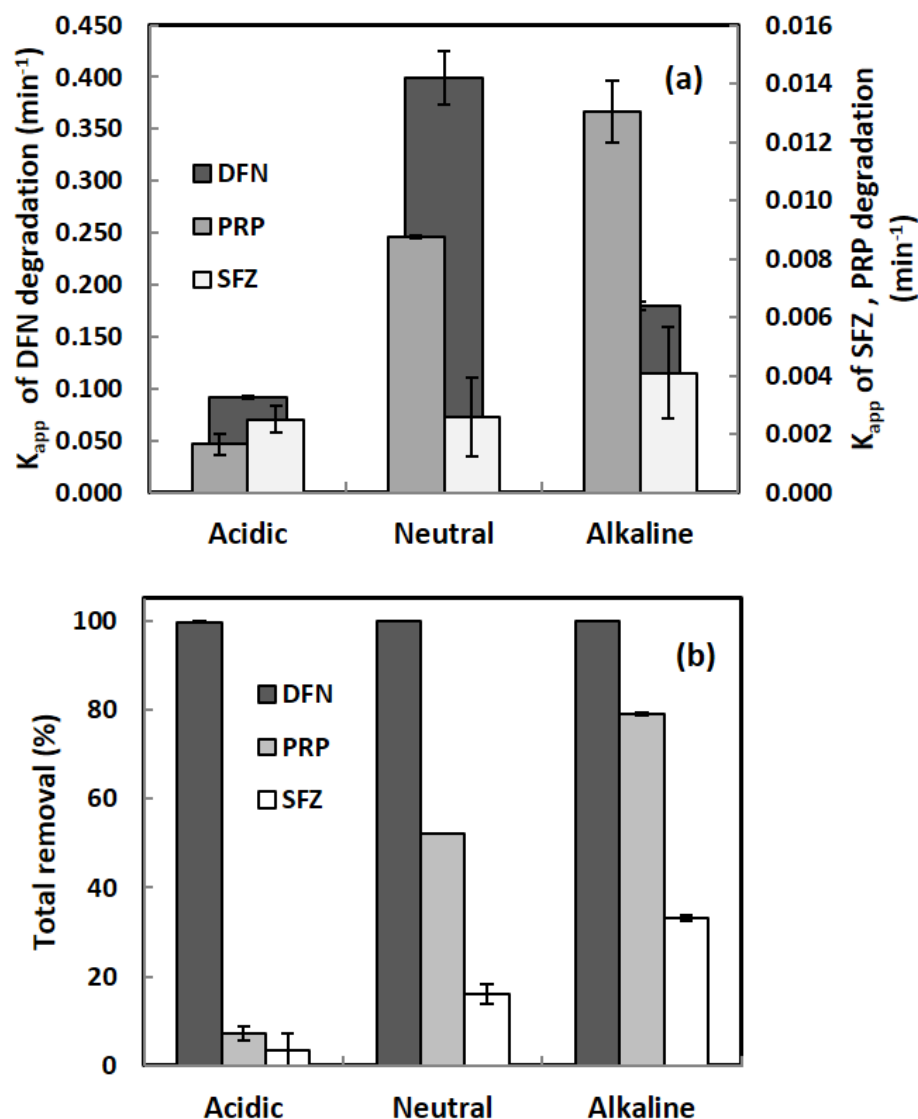 (a)
K_app of DFN degradation (min⁻¹)
0.450
0.400
0.350
0.300
0.250
0.200
0.150
0.100
0.050
0.000
DFN
PRP
SFZ
0.016
0.014
0.012
0.010
0.008
0.006
0.004
0.002
0.000
K_app of SFZ , PRP degradation
(min⁻¹)
Acidic Neutral Alkaline
(b)
Total removal (%)
100
80
60
40
20
0
DFN
PRP
SFZ
Acidic Neutral Alkaline